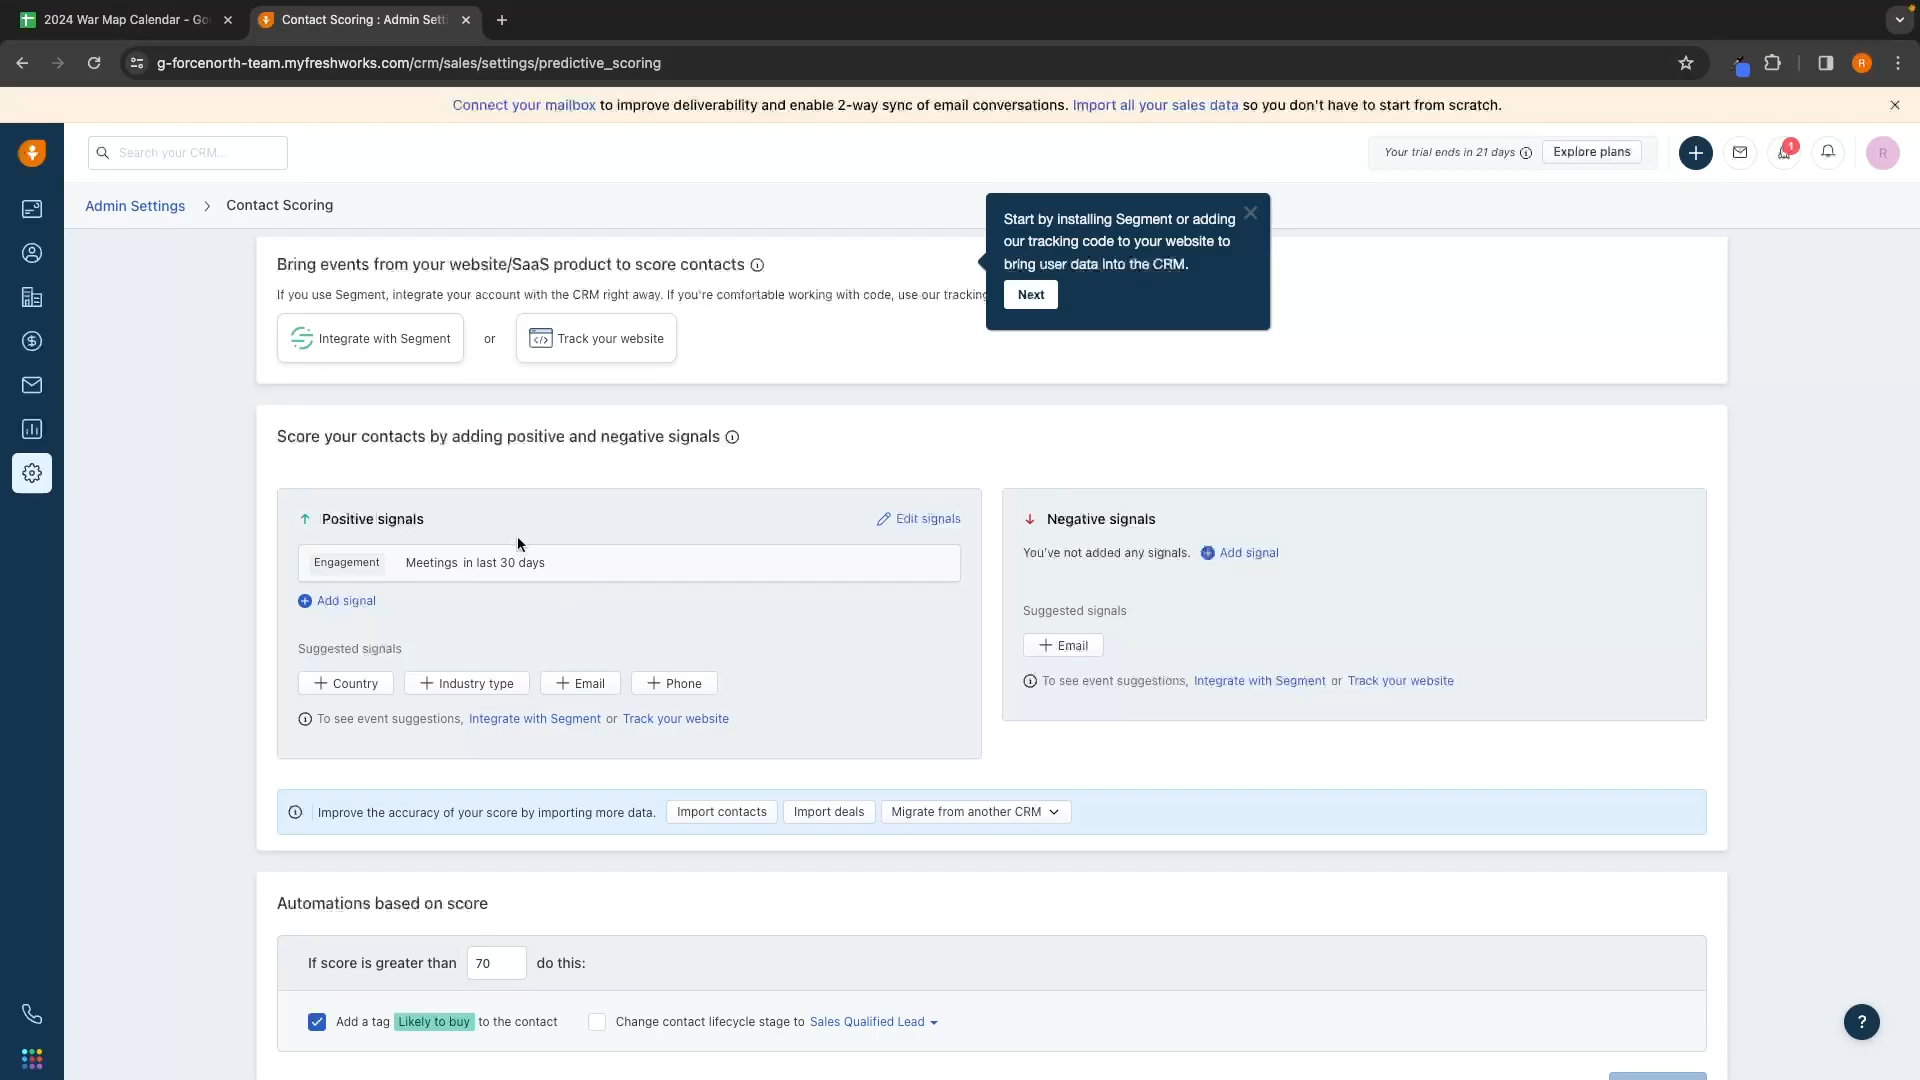 2024 War Map Calendar - Go
Contact Scoring : Admin Sett
g-forcenorth-team.myfreshworks.com/crm/sales/settings/predictive_scoring
R
Connect your mailbox to improve deliverability and enable 2-way sync of email conversations. Import all your sales data so you don't have to start from scratch.
Search your CRM...
Your trial ends in 21 days
Explore plans
1
R
Admin Settings > Contact Scoring
Start by installing Segment or adding
our tracking code to your website to
bring user data into the CRM.
Next
Bring events from your website/SaaS product to score contacts
If you use Segment, integrate your account with the CRM right away. If you're comfortable working with code, use our tracking
Integrate with Segment or Track your website
Score your contacts by adding positive and negative signals
Positive signals
Edit signals
Engagement Meetings in last 30 days
Add signal
Suggested signals
Country Industry type Email Phone
To see event suggestions, Integrate with Segment or Track your website
Negative signals
You've not added any signals. Add signal
Suggested signals
Email
To see event suggestions, Integrate with Segment or Track your website
Improve the accuracy of your score by importing more data. Import contacts Import deals Migrate from another CRM
Automations based on score
If score is greater than 70 do this:
Add a tag Likely to buy to the contact Change contact lifecycle stage to Sales Qualified Lead
?